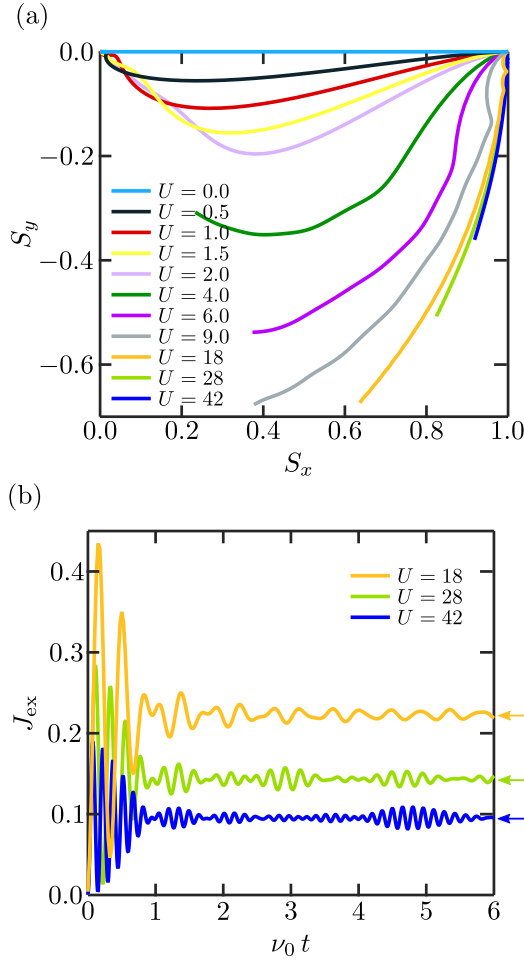 (a)
0.0
−0.2
−0.4
−0.6
S_y
U = 0.0
U = 0.5
U = 1.0
U = 1.5
U = 2.0
U = 4.0
U = 6.0
U = 9.0
U = 18
U = 28
U = 42
0.0 0.2 0.4 0.6 0.8 1.0
S_x
(b)
0.4
0.3
0.2
0.1
0.0
J_ex
U = 18
U = 28
U = 42
0 1 2 3 4 5 6
ν_0 t